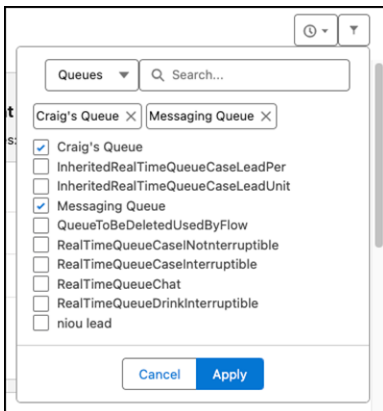 Queues
Search...
t
s:
Craig's Queue
Messaging Queue
Craig's Queue
InheritedRealTimeQueueCaseLeadPer
InheritedRealTimeQueueCaseLeadUnit
Messaging Queue
QueueToBeDeletedUsedByFlow
RealTimeQueueCaselNotnterruptible
RealTimeQueueCaseInterruptible
RealTimeQueueChat
RealTimeQueueDrinkInterruptible
niou lead
Cancel
Apply